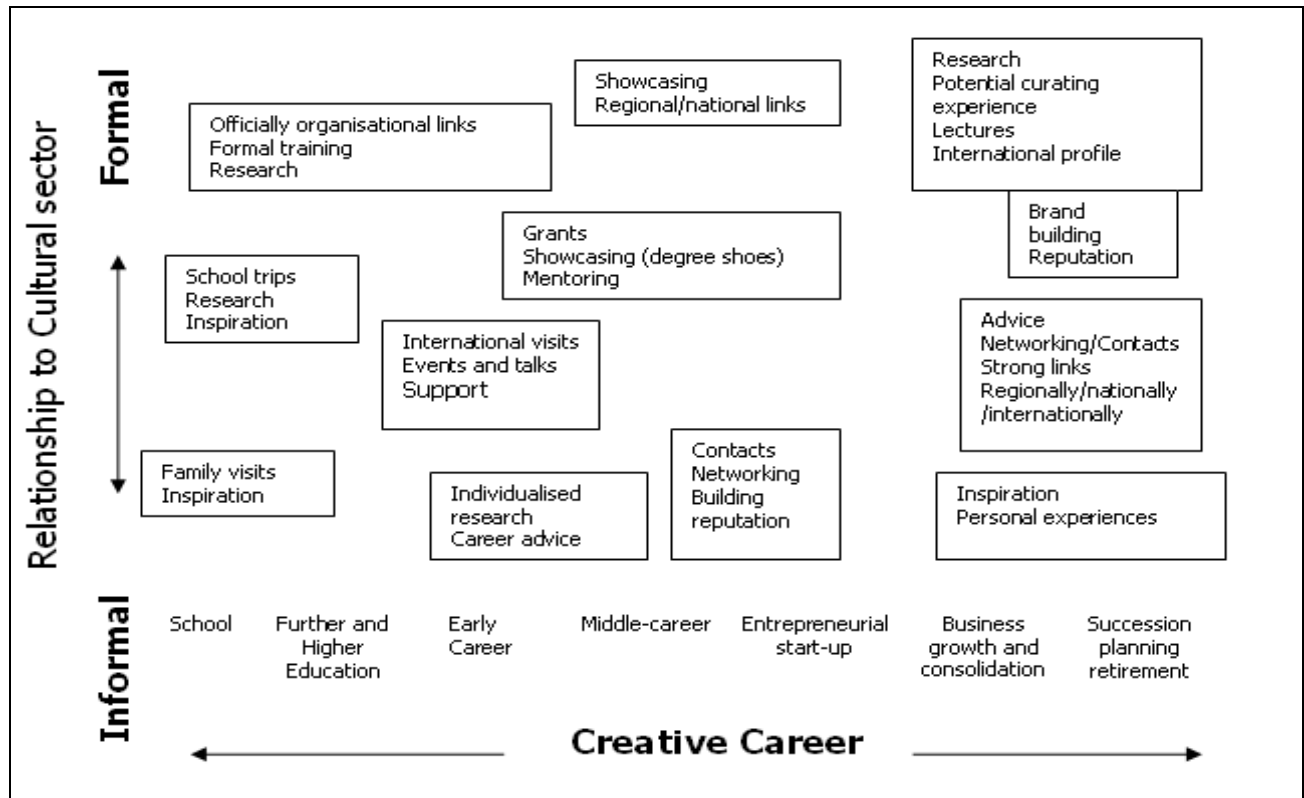 Relationship to Cultural sector
Formal
Informal
Officially organisational links
Formal training
Research
Showcasing
Regional/national links
Research
Potential curating
experience
Lectures
International profile
Brand
building
Reputation
Grants
Showcasing (degree shoes)
Mentoring
School trips
Research
Inspiration
International visits
Events and talks
Support
Advice
Networking/Contacts
Strong links
Regionally/nationally
/internationally
Family visits
Inspiration
Individualised
research
Career advice
Contacts
Networking
Building
reputation
Inspiration
Personal experiences
School
Further and
Higher
Education
Early
Career
Middle-career
Entrepreneurial
start-up
Business
growth and
consolidation
Succession
planning
retirement
Creative Career